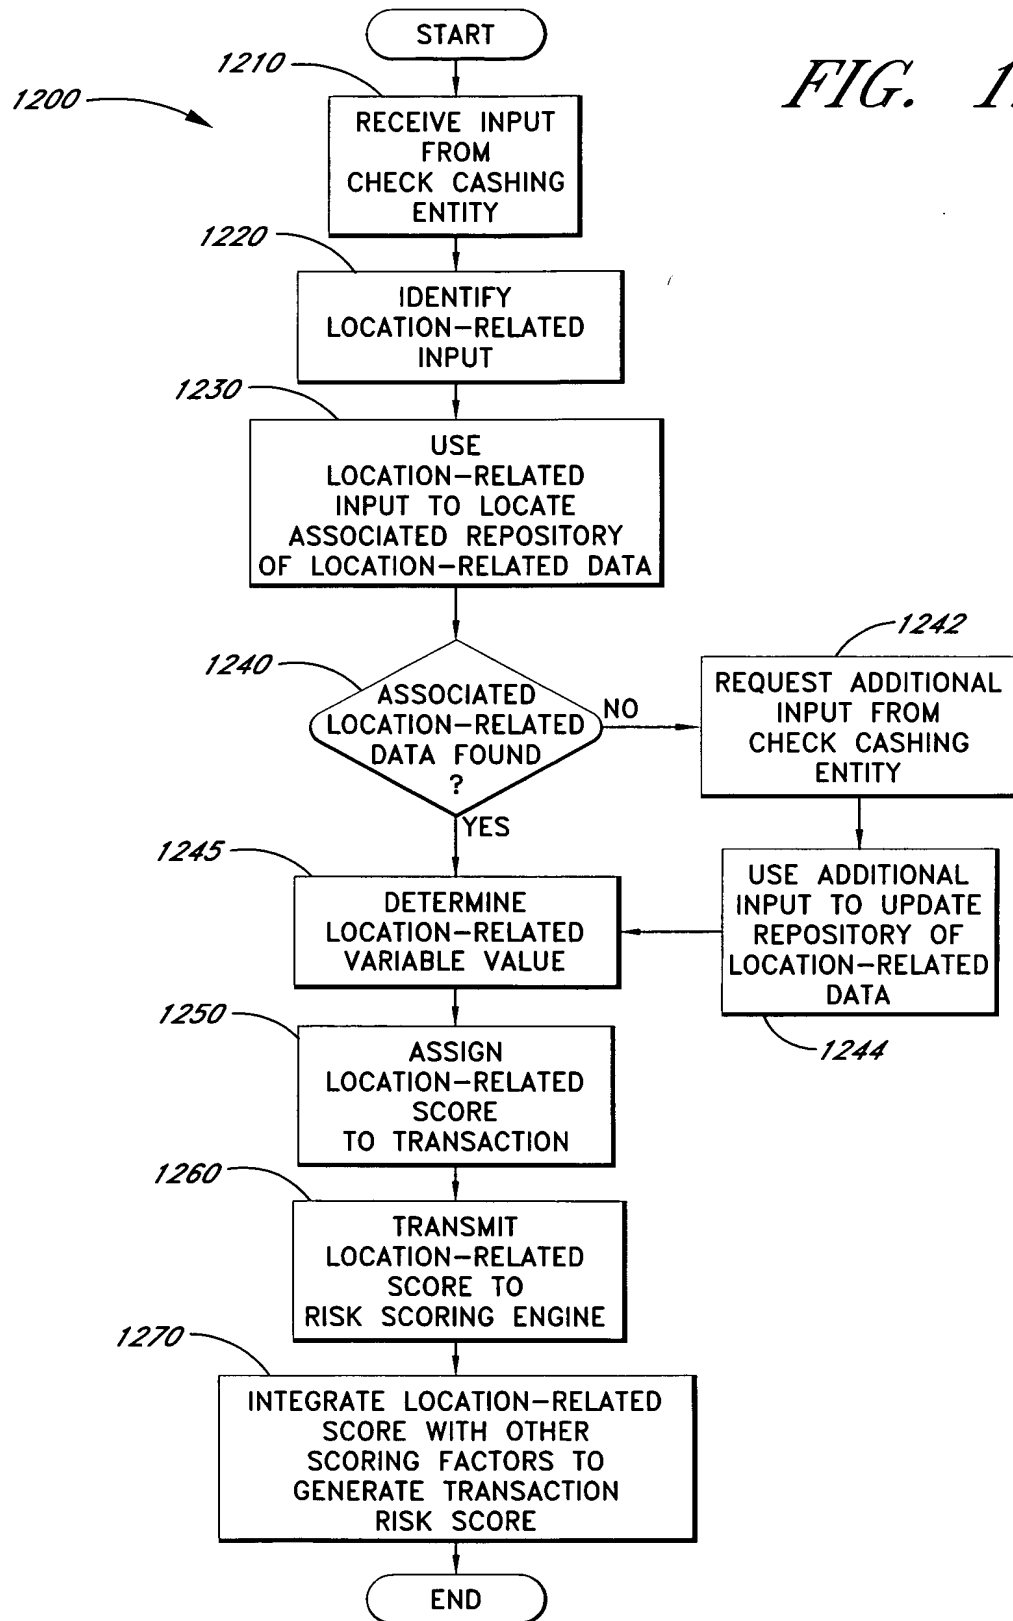 START
FIG. 1
1200
1210
RECEIVE INPUT
FROM
CHECK CASHING
ENTITY
1220
IDENTIFY
LOCATION-RELATED
INPUT
1230
USE
LOCATION-RELATED
INPUT TO LOCATE
ASSOCIATED REPOSITORY
OF LOCATION-RELATED DATA
1240
ASSOCIATED
LOCATION-RELATED
DATA FOUND
?
NO
YES
1242
REQUEST ADDITIONAL
INPUT FROM
CHECK CASHING
ENTITY
USE ADDITIONAL
INPUT TO UPDATE
REPOSITORY OF
LOCATION-RELATED
DATA
1244
1245
DETERMINE
LOCATION-RELATED
VARIABLE VALUE
1250
ASSIGN
LOCATION-RELATED
SCORE
TO TRANSACTION
1260
TRANSMIT
LOCATION-RELATED
SCORE TO
RISK SCORING ENGINE
1270
INTEGRATE LOCATION-RELATED
SCORE WITH OTHER
SCORING FACTORS TO
GENERATE TRANSACTION
RISK SCORE
END